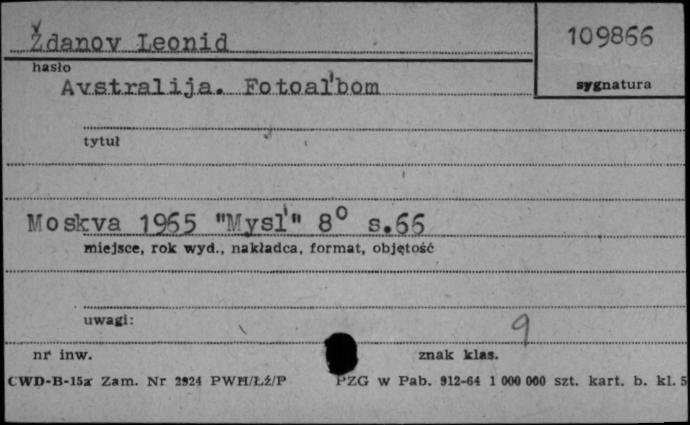 Ždanov Leonid
109866
hasło
sygnatura
Avstralija. Fotoal'bom
tytuł
Moskva 1965 "Mysl'" 8° s.66
miejsce, rok wyd., nakładca, format, objętość
uwagi:
9
nr inw.
znak klas.
CWD-B-15a Zam. Nr 2924 PWH/Łź/P PZG w Pab. 912-64 1 000 000 szt. kart. b. kl. 5